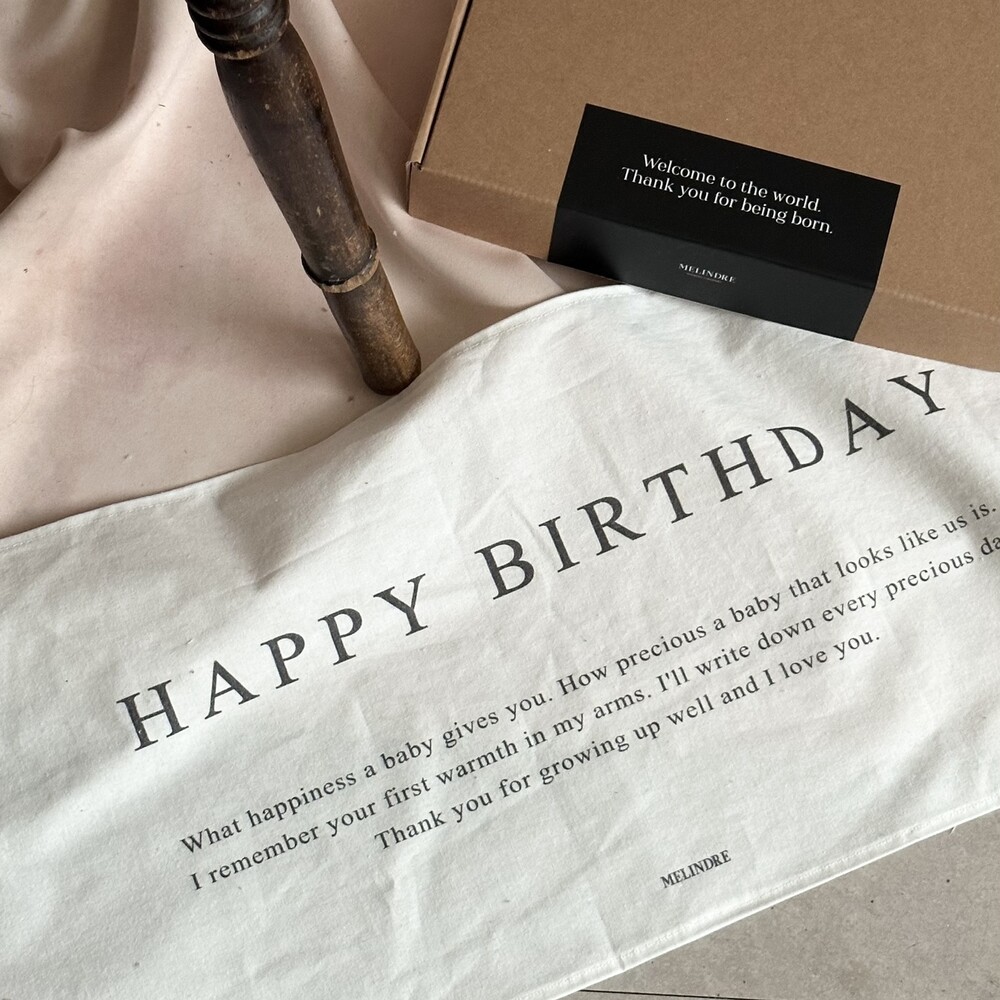 Welcome to the world.
Thank you for being born.
MELINDRE
HAPPY BIRTHDAY
What happiness a baby gives you. How precious a baby that looks like us is.
I remember your first warmth in my arms. I'll write down every precious
Thank you for growing up well and I love you.
MELINDRE